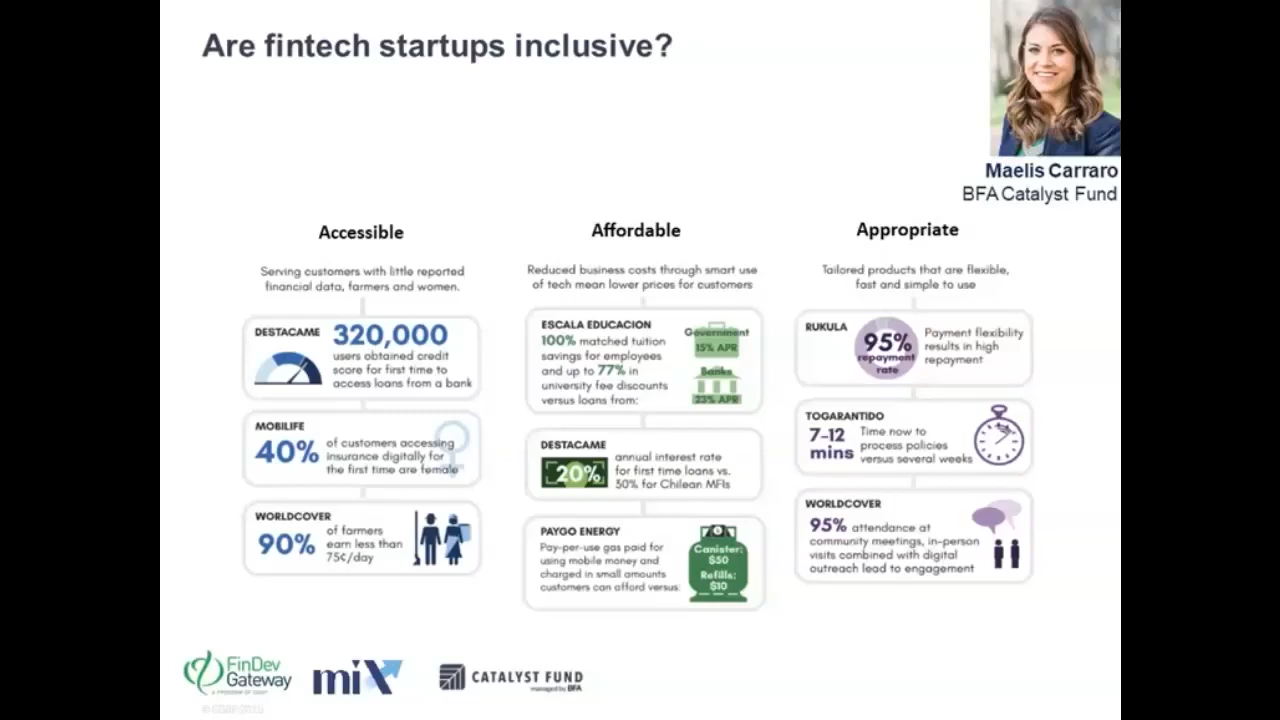 Are fintech startups inclusive?
Maelis Carraro
BFA Catalyst Fund
Accessible
Serving customers with little reported
financial data, farmers and women.
DESTACAME
320,000
users obtained credit
score for first time to
access loans from a bank
MOBILIFE
40%
of customers accessing
insurance digitally for
the first time are female
WORLDCOVER
90%
of farmers
earn less than
75¢/day
Affordable
Reduced business costs through smart use
of tech mean lower prices for customers
ESCALA EDUCACION
100% matched tuition
savings for employees
and up to 77% in
university fee discounts
versus loans from:
Government
15% APR
Banks
23% APR
DESTACAME
20%
annual interest rate
for first time loans vs.
30% for Chilean MFIs
PAYGO ENERGY
Pay-per-use gas paid for
using mobile money and
charged in small amounts
customers can afford versus:
Canister:
$50
Refills:
$10
Appropriate
Tailored products that are flexible,
fast and simple to use
RUKULA
95%
repayment
rate
Payment flexibility
results in high
repayment
TOGARANTIDO
7-12
mins
Time now to
process policies
versus several weeks
WORLDCOVER
95% attendance at
community meetings, in-person
visits combined with digital
outreach lead to engagement
FinDev
Gateway
A PROGRAM OF CGAP
miX
CATALYST FUND
managed by BFA